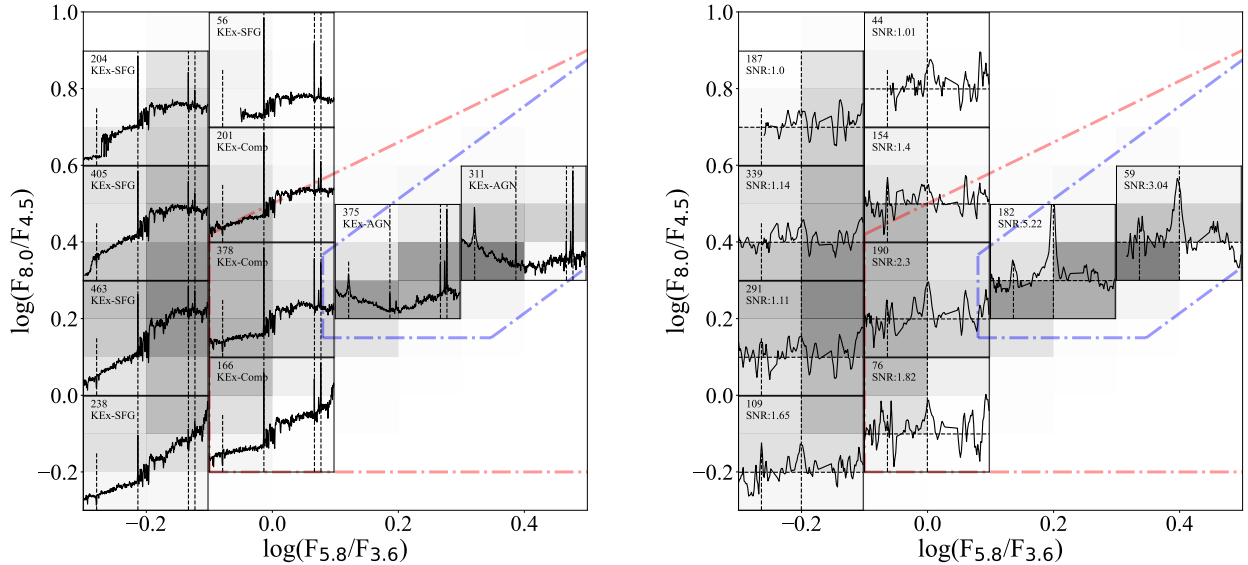 1.0
0.8
0.6
0.4
0.2
0.0
−0.2
log(F8.0/F4.5)
−0.2
0.0
0.2
0.4
log(F5.8/F3.6)
204
KEx-SFG
405
KEx-SFG
463
KEx-SFG
238
KEx-SFG
56
KEx-SFG
201
KEx-Comp
378
KEx-Comp
166
KEx-Comp
375
KEx-AGN
311
KEx-AGN
1.0
0.8
0.6
0.4
0.2
0.0
−0.2
log(F8.0/F4.5)
−0.2
0.0
0.2
0.4
log(F5.8/F3.6)
187
SNR:1.0
339
SNR:1.14
291
SNR:1.11
109
SNR:1.65
44
SNR:1.01
154
SNR:1.4
190
SNR:2.3
76
SNR:1.82
182
SNR:5.22
59
SNR:3.04